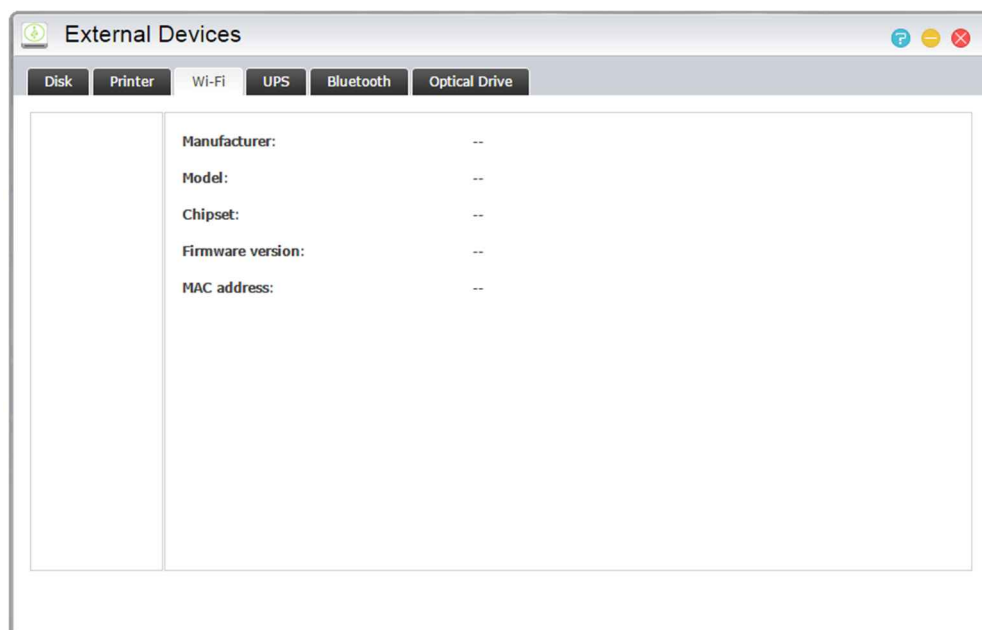 External Devices
Disk Printer Wi-Fi UPS Bluetooth Optical Drive
Manufacturer: --
Model: --
Chipset: --
Firmware version: --
MAC address: --